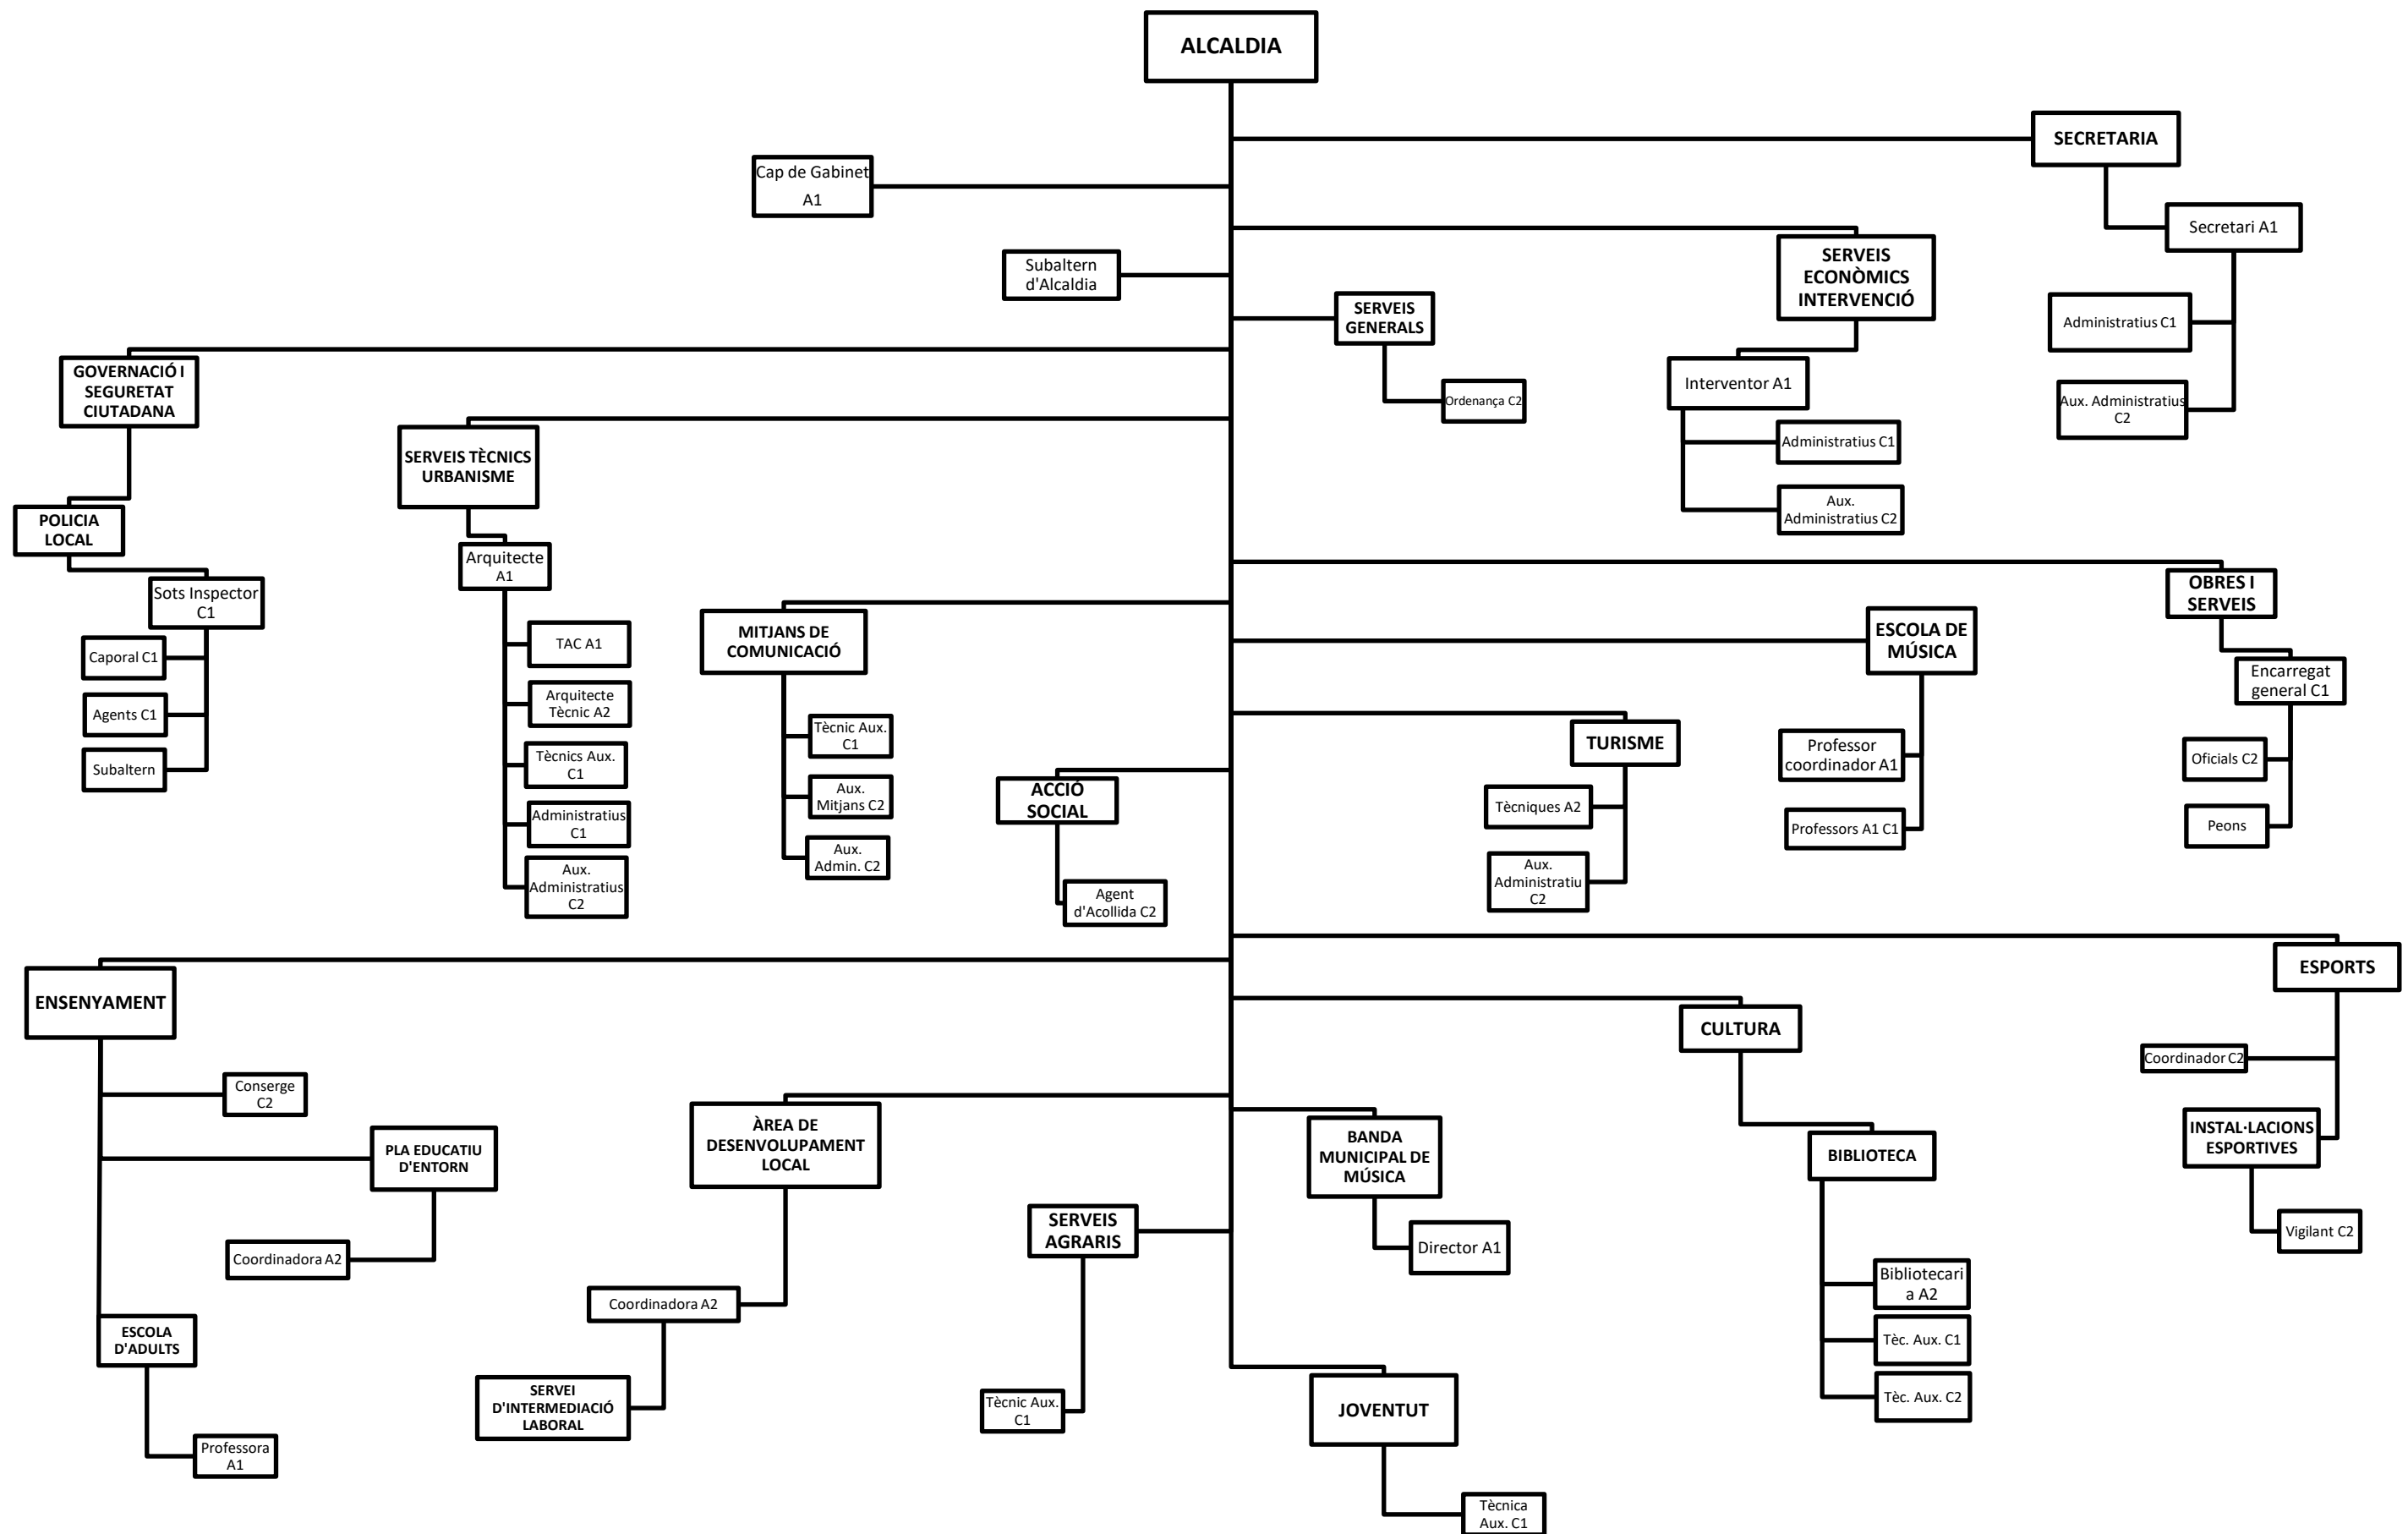 ALCALDIA
SECRETARIA
Cap de Gabinet
A1
Secretari A1
Subaltern
d'Alcaldia
SERVEIS
ECONÒMICS
INTERVENCIÓ
SERVEIS
GENERALS
Administratius C1
GOVERNACIÓ I
SEGURETAT
CIUTADANA
Interventor A1
Ordenança C2
Aux. Administratius
C2
SERVEIS TÈCNICS
URBANISME
Administratius C1
Aux.
Administratius C2
POLICIA
LOCAL
Arquitecte
A1
Sots Inspector
C1
OBRES I
SERVEIS
MITJANS DE
COMUNICACIÓ
ESCOLA DE
MÚSICA
TAC A1
Caporal C1
Encarregat
general C1
Arquitecte
Tècnic A2
Agents C1
Tècnic Aux.
C1
TURISME
Professor
coordinador A1
Oficials C2
Tècnics Aux.
C1
Subaltern
Aux.
Mitjans C2
ACCIÓ
SOCIAL
Tècniques A2
Professors A1 C1
Peons
Administratius
C1
Aux.
Admin. C2
Aux.
Administratius
C2
Aux.
Administratiu
C2
Agent
d'Acollida C2
ESPORTS
ENSENYAMENT
CULTURA
Coordinador C2
Conserge
C2
PLA EDUCATIU
D'ENTORN
ÀREA DE
DESENVOLUPAMENT
LOCAL
BANDA
MUNICIPAL DE
MÚSICA
BIBLIOTECA
INSTAL·LACIONS
ESPORTIVES
SERVEIS
AGRARIS
Vigilant C2
Coordinadora A2
Director A1
Bibliotecari
a A2
Coordinadora A2
ESCOLA
D'ADULTS
Tèc. Aux. C1
SERVEI
D'INTERMEDIACIÓ
LABORAL
Tècnic Aux.
C1
JOVENTUT
Tèc. Aux. C2
Professora
A1
Tècnica
Aux. C1